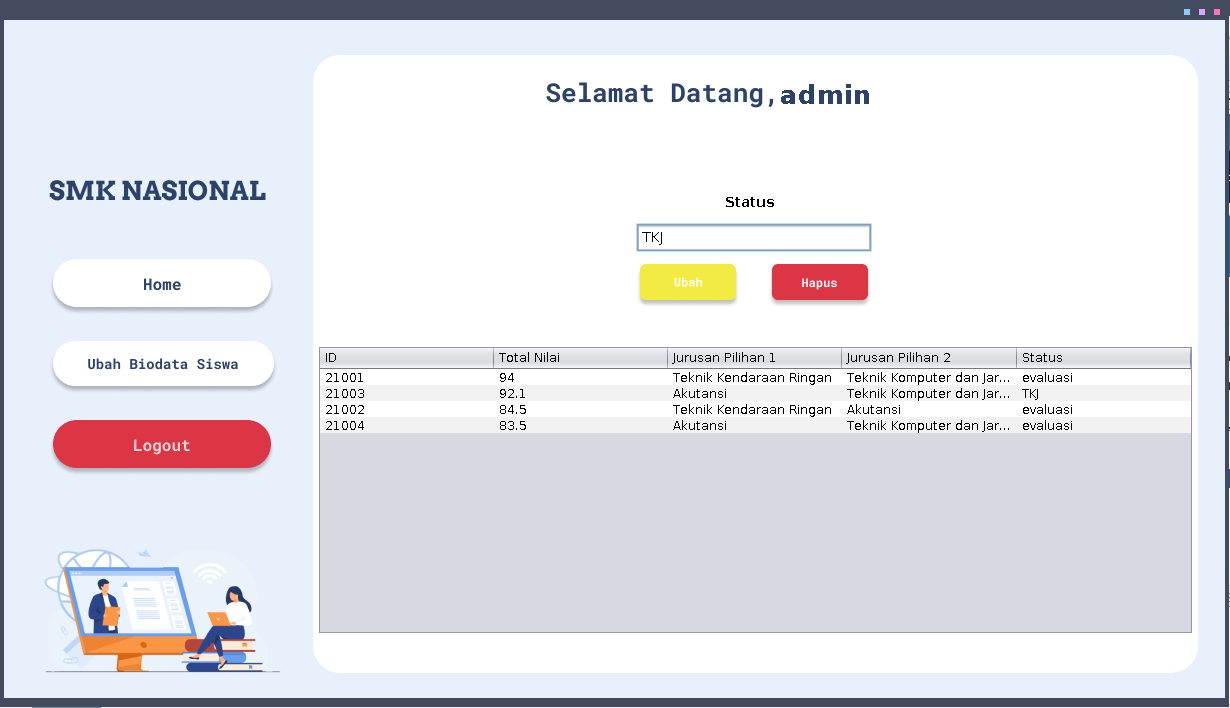 Selamat Datang,admin
SMK NASIONAL
Home
Ubah Biodata Siswa
Logout
Status
TKJ
Ubah Hapus
ID Total Nilai Jurusan Pilihan 1 Jurusan Pilihan 2 Status
21001 94 Teknik Kendaraan Ringan Teknik Komputer dan Jar... evaluasi
21003 92.1 Akutansi Teknik Komputer dan Jar... TKJ
21002 84.5 Teknik Kendaraan Ringan Akutansi evaluasi
21004 83.5 Akutansi Teknik Komputer dan Jar... evaluasi